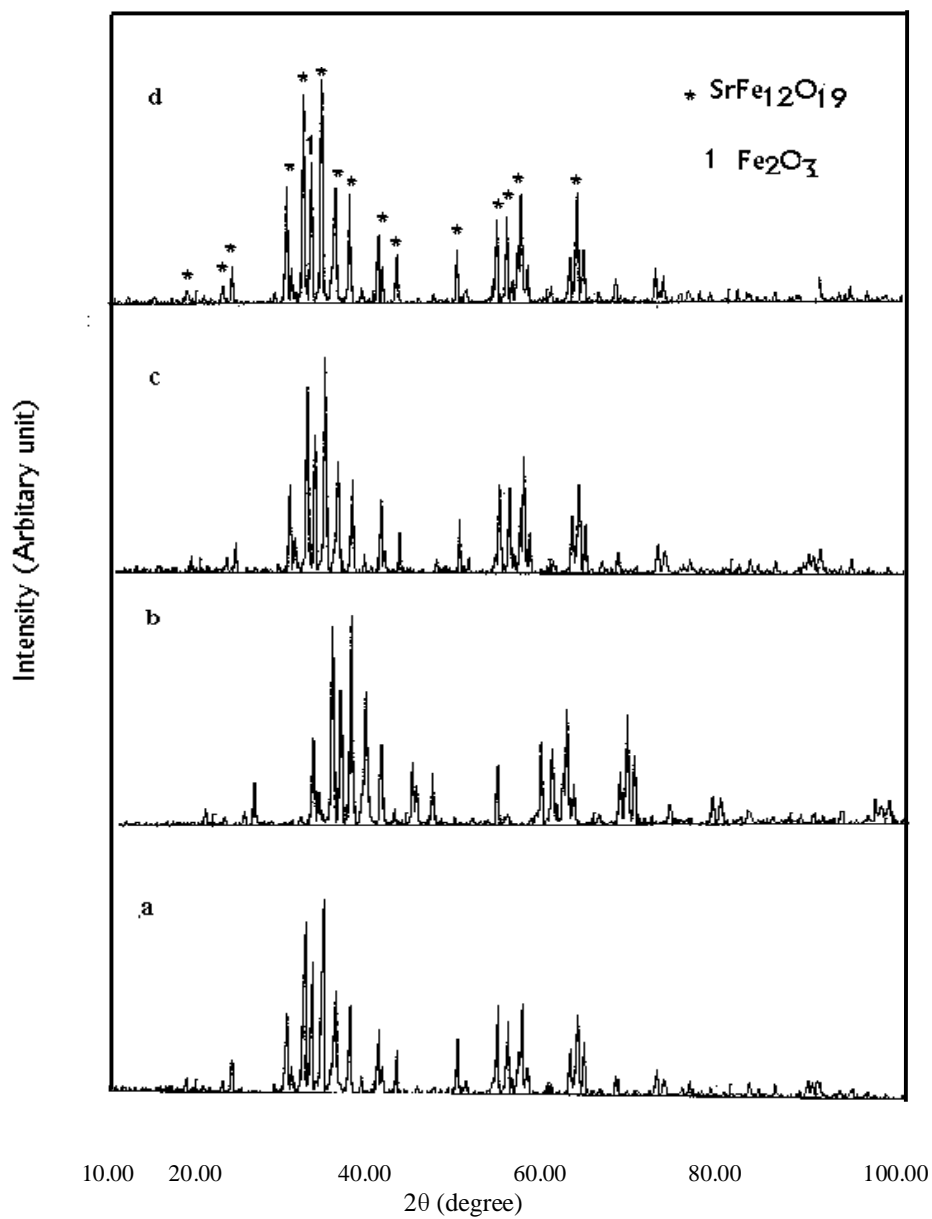 d
* SrFe12O19
1 Fe2O3
* * * * * 1 * * * * * * * * * *
c
b
a
Intensity (Arbitary unit)
10.00 20.00 40.00 60.00 80.00 100.00
2θ (degree)